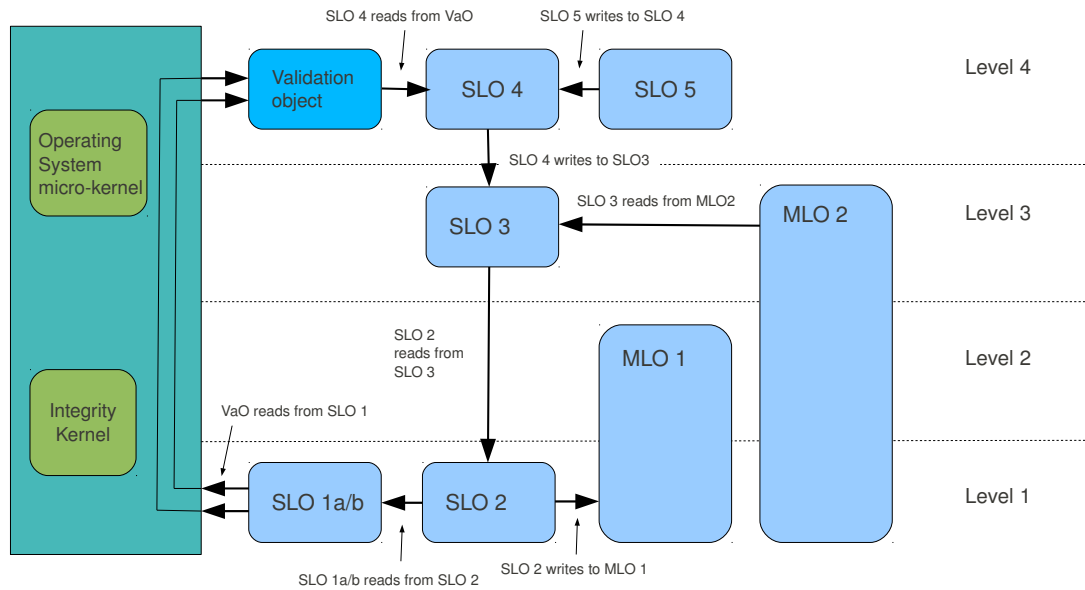 SLO 4 reads from VaO
SLO 5 writes to SLO 4
Validation
object
SLO 4
SLO 5
Level 4
Operating
System
micro-kernel
SLO 4 writes to SLO3
SLO 3
SLO 3 reads from MLO2
MLO 2
Level 3
SLO 2
reads from
SLO 3
MLO 1
Level 2
Integrity
Kernel
VaO reads from SLO 1
SLO 1a/b
SLO 2
Level 1
SLO 1a/b reads from SLO 2
SLO 2 writes to MLO 1